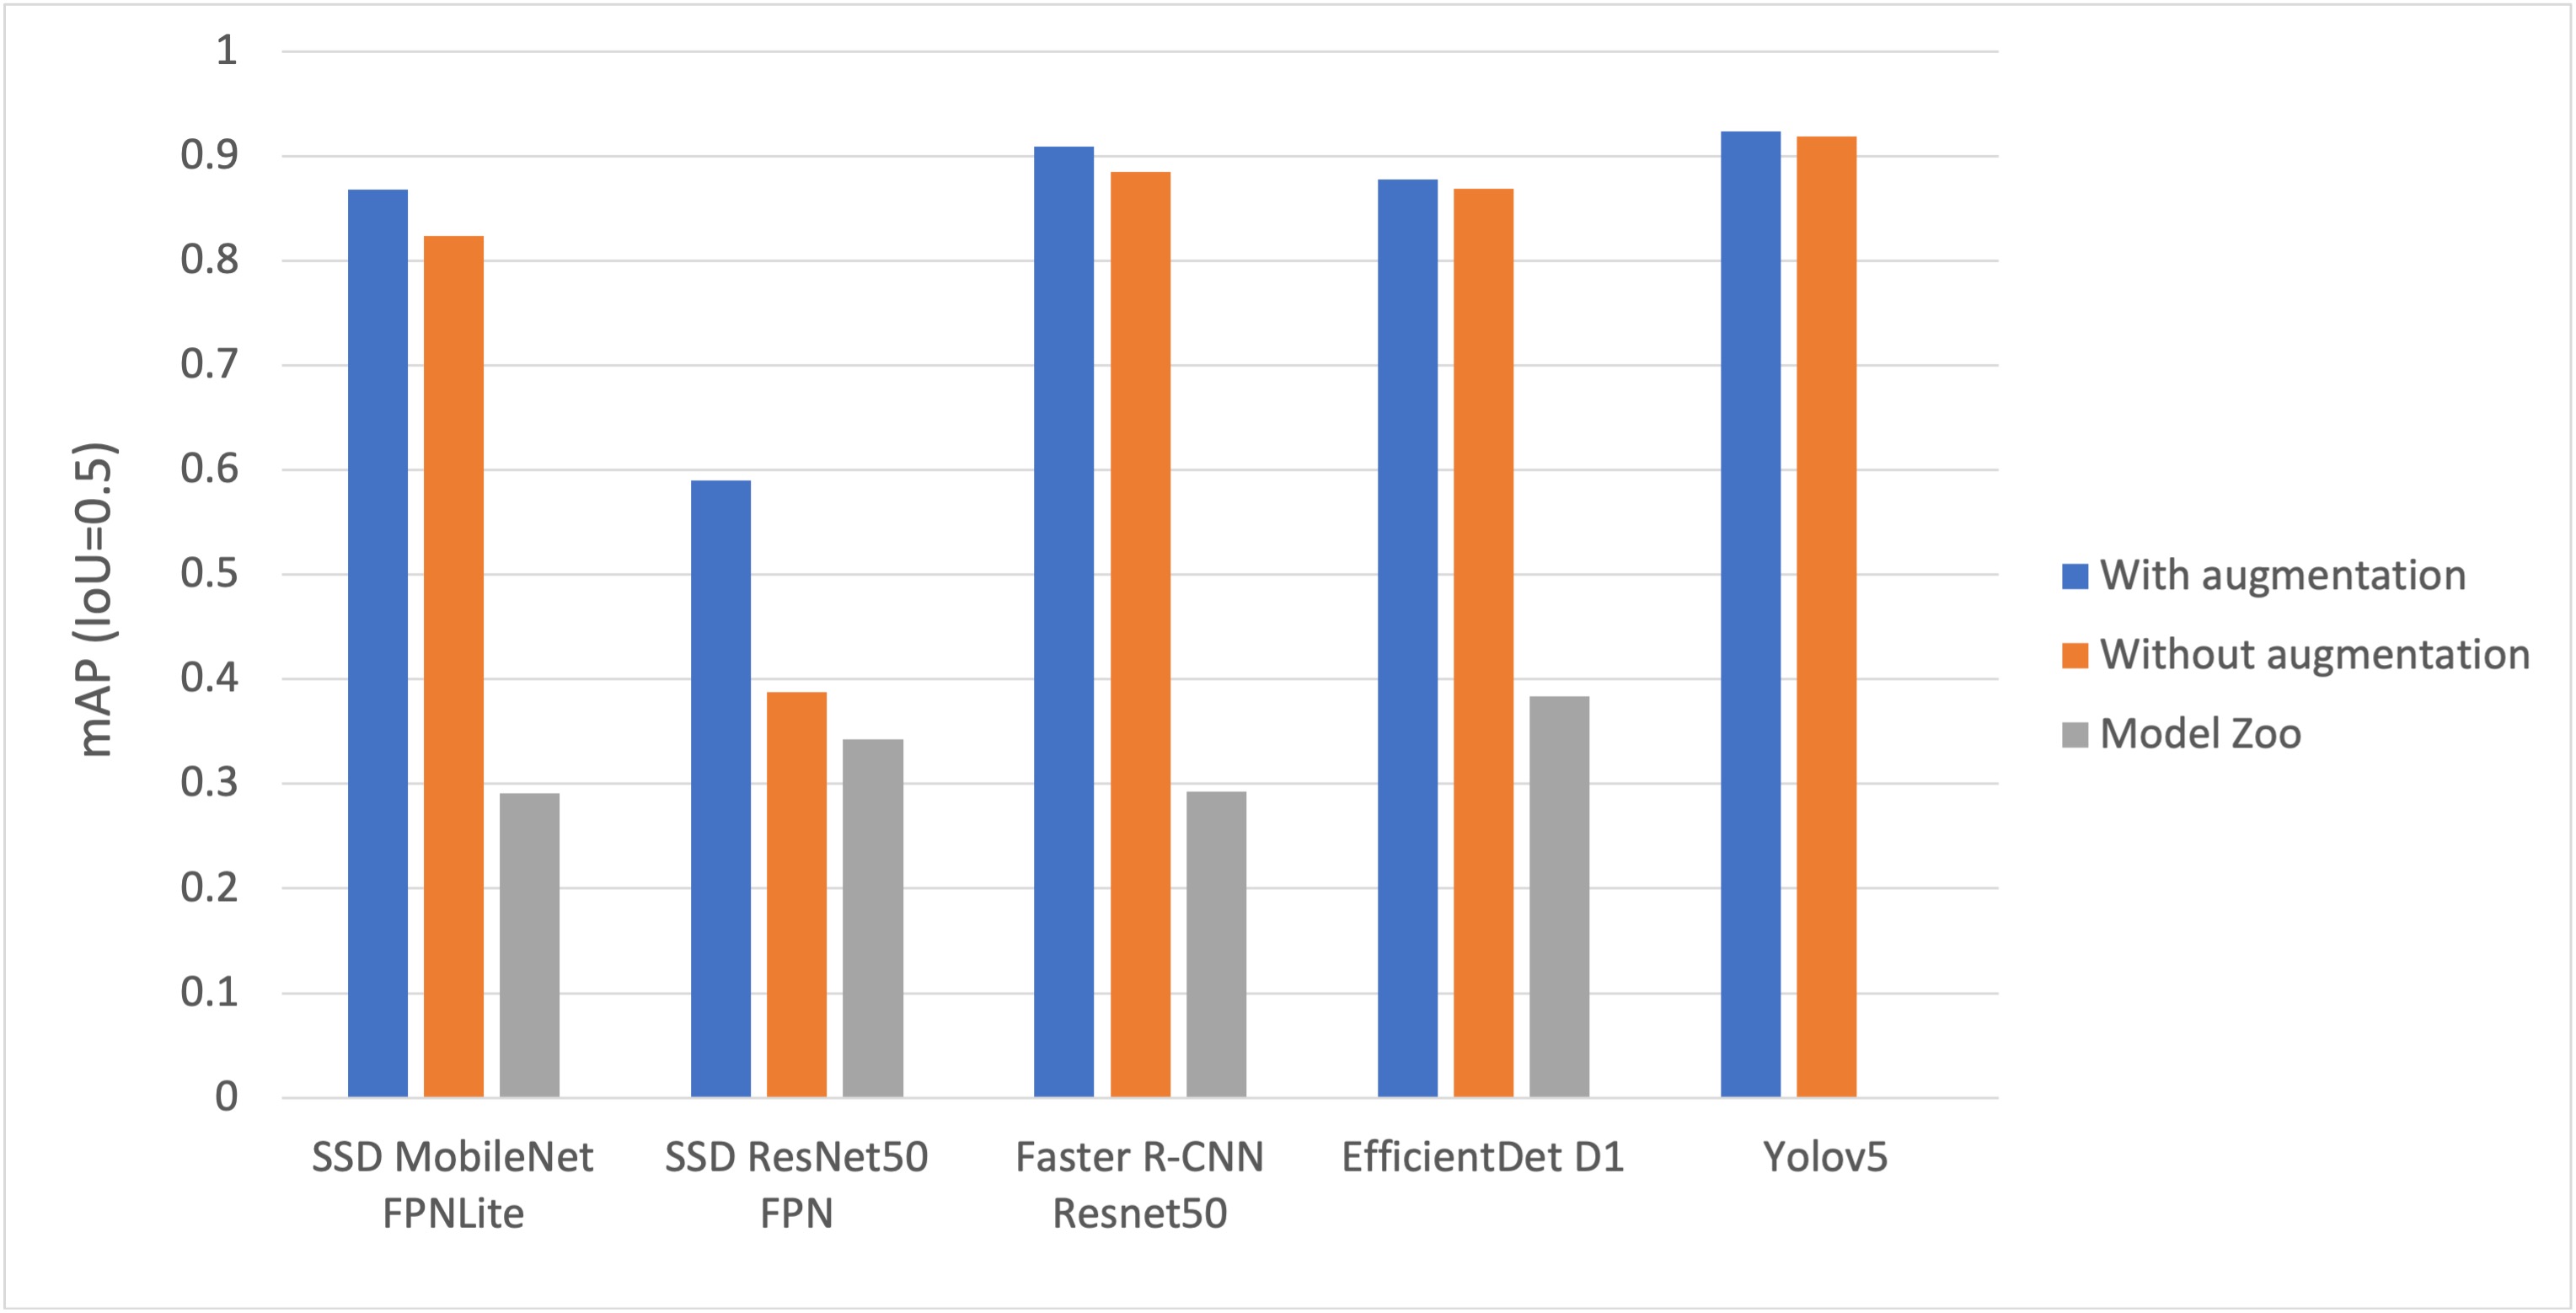 1
0.9
0.8
0.7
0.6
0.5
0.4
0.3
0.2
0.1
0
mAP (IoU=0.5)
SSD MobileNet
FPNLite
SSD ResNet50
FPN
Faster R-CNN
Resnet50
EfficientDet D1
Yolov5
With augmentation
Without augmentation
Model Zoo